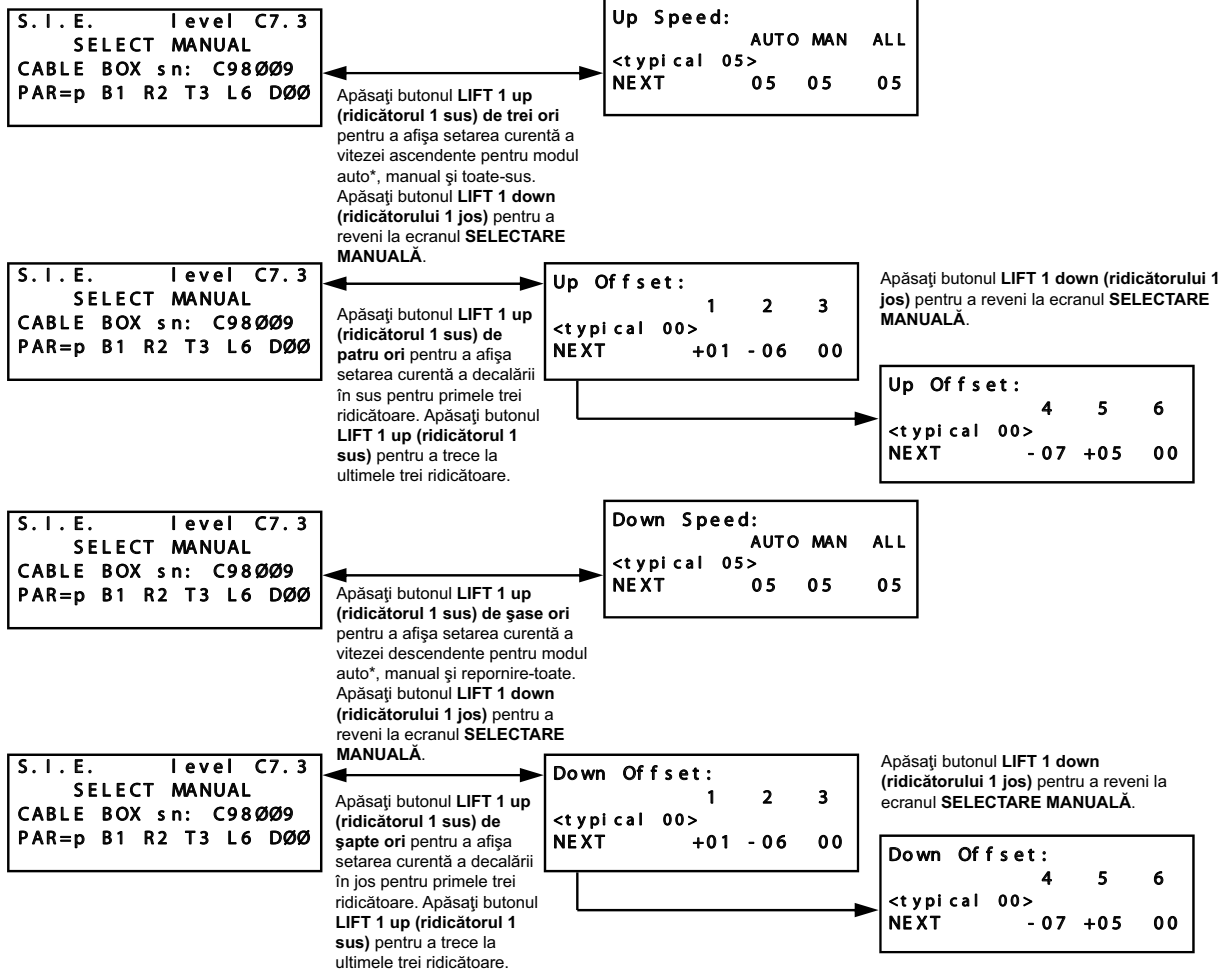 S.I.E. level C7.3
SELECT MANUAL
CABLE BOX sn: C98ØØ9
PAR=p B1 R2 T3 L6 DØØ
Apăsaţi butonul LIFT 1 up
(ridicătorul 1 sus) de trei ori
pentru a afişa setarea curentă a
vitezei ascendente pentru modul
auto*, manual şi toate-sus.
Apăsaţi butonul LIFT 1 down
(ridicătorului 1 jos) pentru a
reveni la ecranul SELECTARE
MANUALĂ.
Up Speed:
AUTO MAN ALL
<typical 05>
NEXT 05 05 05
S.I.E. level C7.3
SELECT MANUAL
CABLE BOX sn: C98ØØ9
PAR=p B1 R2 T3 L6 DØØ
Apăsaţi butonul LIFT 1 up
(ridicătorul 1 sus) de
patru ori pentru a afişa
setarea curentă a decalării
în sus pentru primele trei
ridicătoare. Apăsaţi butonul
LIFT 1 up (ridicătorul 1
sus) pentru a trece la
ultimele trei ridicătoare.
Up Offset:
1 2 3
<typical 00>
NEXT +01 -06 00
Apăsaţi butonul LIFT 1 down (ridicătorului 1
jos) pentru a reveni la ecranul SELECTARE
MANUALĂ.
Up Offset:
4 5 6
<typical 00>
NEXT -07 +05 00
S.I.E. level C7.3
SELECT MANUAL
CABLE BOX sn: C98ØØ9
PAR=p B1 R2 T3 L6 DØØ
Apăsaţi butonul LIFT 1 up
(ridicătorul 1 sus) de şase ori
pentru a afişa setarea curentă a
vitezei descendente pentru modul
auto*, manual şi repornire-toate.
Apăsaţi butonul LIFT 1 down
(ridicătorului 1 jos) pentru a
reveni la ecranul SELECTARE
MANUALĂ.
Down Speed:
AUTO MAN ALL
<typical 05>
NEXT 05 05 05
S.I.E. level C7.3
SELECT MANUAL
CABLE BOX sn: C98ØØ9
PAR=p B1 R2 T3 L6 DØØ
Apăsaţi butonul LIFT 1 up
(ridicătorul 1 sus) de
şapte ori pentru a afişa
setarea curentă a decalării
în jos pentru primele trei
ridicătoare. Apăsaţi butonul
LIFT 1 up (ridicătorul 1
sus) pentru a trece la
ultimele trei ridicătoare.
Down Offset:
1 2 3
<typical 00>
NEXT +01 -06 00
Apăsaţi butonul LIFT 1 down
(ridicătorului 1 jos) pentru a reveni la
ecranul SELECTARE MANUALĂ.
Down Offset:
4 5 6
<typical 00>
NEXT -07 +05 00